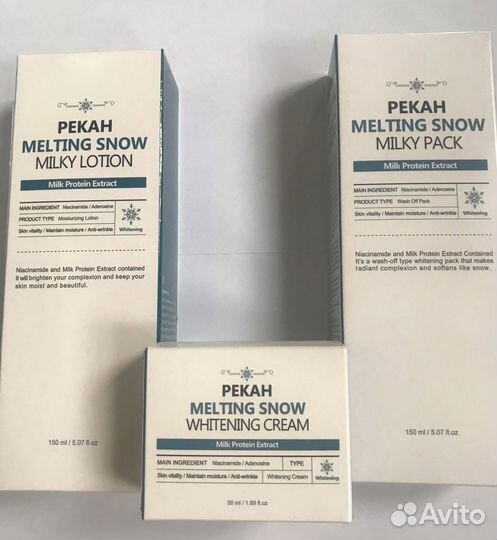 PEKAH
MELTING SNOW
MILKY LOTION
Milk Protein Extract
MAIN INGREDIENT Niacinamide / Adenosine
PRODUCT TYPE Moisturizing Lotion
Skin vitality / Maintain moisture / Anti-wrinkle
Whitening
Niacinamide and Milk Protein Extract contained
it will brighten your complexion and keep your
skin moist and beautiful.
150 ml / 5.07 fl.oz
PEKAH
MELTING SNOW
MILKY PACK
Milk Protein Extract
MAIN INGREDIENT Niacinamide / Adenosine
PRODUCT TYPE Wash Off Pack
Skin vitality / Maintain moisture / Anti-wrinkle
Whitening
Niacinamide and Milk Protein Extract Contained
It's a wash-off type whitening pack that makes
radiant complexion and softens like snow.
150 ml / 5.07 fl.oz
PEKAH
MELTING SNOW
WHITENING CREAM
Milk Protein Extract
MAIN INGREDIENT Niacinamide / Adenosine TYPE
Skin vitality / Maintain moisture / Anti-wrinkle Whitening Cream
Whitening
50 ml / 1.69 fl.oz
Avito